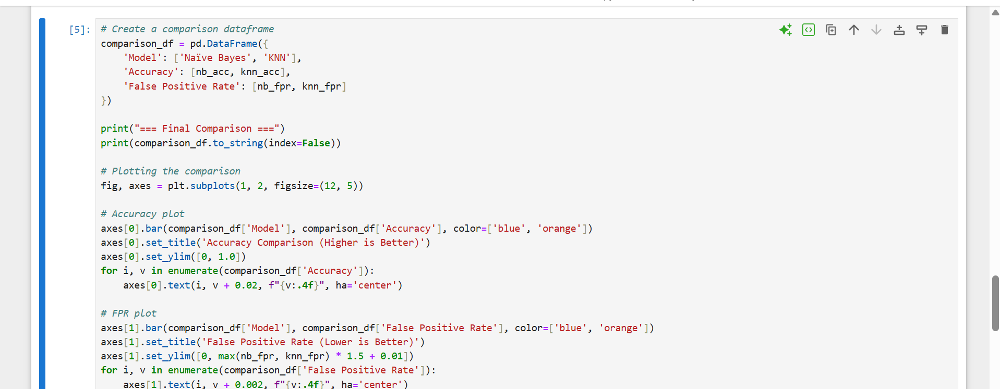 [5]:
# Create a comparison dataframe
comparison_df = pd.DataFrame({
    'Model': ['Naïve Bayes', 'KNN'],
    'Accuracy': [nb_acc, knn_acc],
    'False Positive Rate': [nb_fpr, knn_fpr]
})

print("=== Final Comparison ===")
print(comparison_df.to_string(index=False))

# Plotting the comparison
fig, axes = plt.subplots(1, 2, figsize=(12, 5))

# Accuracy plot
axes[0].bar(comparison_df['Model'], comparison_df['Accuracy'], color=['blue', 'orange'])
axes[0].set_title('Accuracy Comparison (Higher is Better)')
axes[0].set_ylim([0, 1.0])
for i, v in enumerate(comparison_df['Accuracy']):
    axes[0].text(i, v + 0.02, f"{v:.4f}", ha='center')

# FPR plot
axes[1].bar(comparison_df['Model'], comparison_df['False Positive Rate'], color=['blue', 'orange'])
axes[1].set_title('False Positive Rate (Lower is Better)')
axes[1].set_ylim([0, max(nb_fpr, knn_fpr) * 1.5 + 0.01])
for i, v in enumerate(comparison_df['False Positive Rate']):
    axes[1].text(i, v + 0.002, f"{v:.4f}", ha='center')